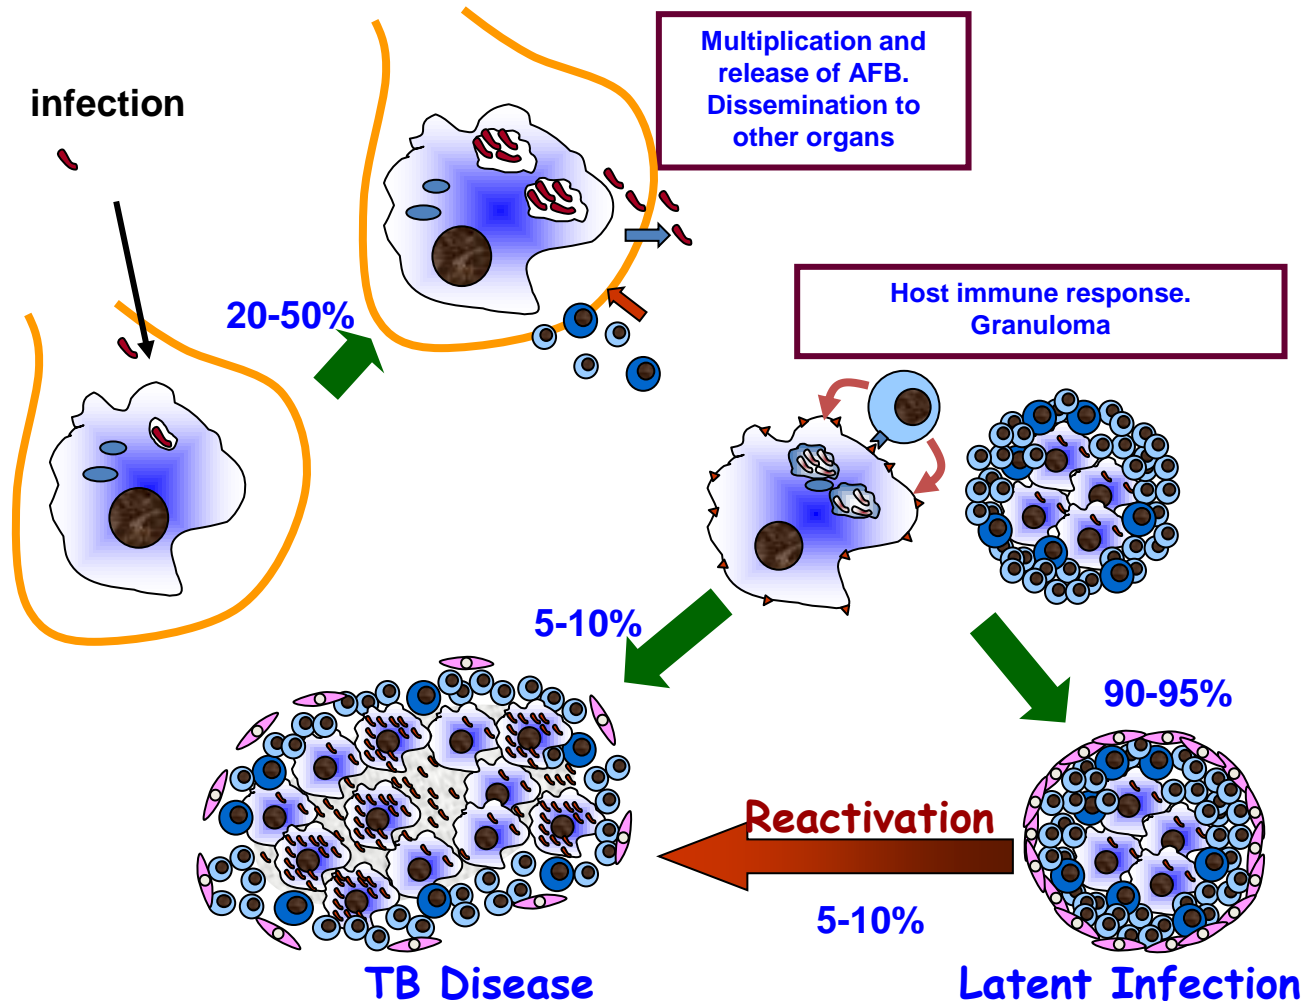 infection
Multiplication and
release of AFB.
Dissemination to
other organs
20-50%
Host immune response.
Granuloma
5-10%
90-95%
Reactivation
5-10%
TB Disease
Latent Infection